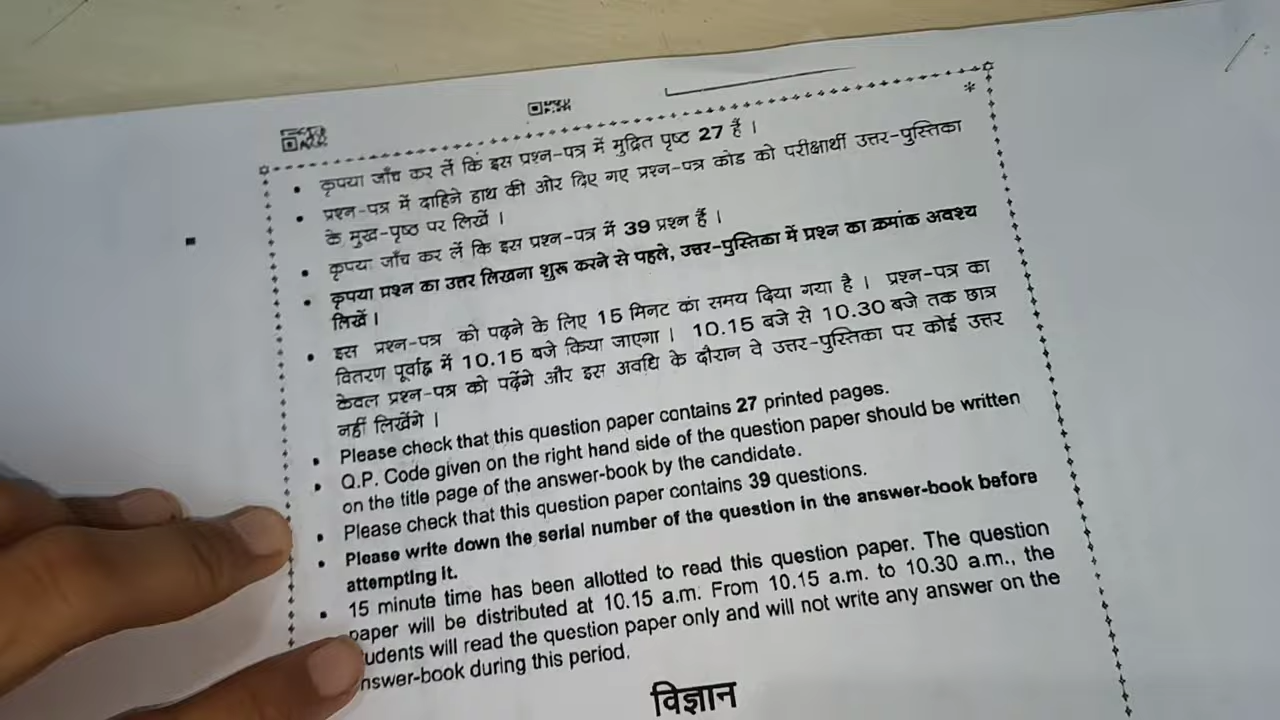 *
• कृपया जाँच कर लें कि इस प्रश्न-पत्र में मुद्रित पृष्ठ 27 हैं ।
• प्रश्न-पत्र में दाहिने हाथ की ओर दिए गए प्रश्न-पत्र कोड को परीक्षार्थी उत्तर-पुस्तिका
के मुख-पृष्ठ पर लिखें ।
• कृपया जाँच कर लें कि इस प्रश्न-पत्र में 39 प्रश्न हैं ।
• कृपया प्रश्न का उत्तर लिखना शुरू करने से पहले, उत्तर-पुस्तिका में प्रश्न का क्रमांक अवश्य
लिखें ।
• इस प्रश्न-पत्र को पढ़ने के लिए 15 मिनट का समय दिया गया है । प्रश्न-पत्र का
वितरण पूर्वाह्न में 10.15 बजे किया जाएगा । 10.15 बजे से 10.30 बजे तक छात्र
केवल प्रश्न-पत्र को पढ़ेंगे और इस अवधि के दौरान वे उत्तर-पुस्तिका पर कोई उत्तर
नहीं लिखेंगे ।
• Please check that this question paper contains 27 printed pages.
• Q.P. Code given on the right hand side of the question paper should be written
on the title page of the answer-book by the candidate.
• Please check that this question paper contains 39 questions.
• Please write down the serial number of the question in the answer-book before
attempting it.
• 15 minute time has been allotted to read this question paper. The question
paper will be distributed at 10.15 a.m. From 10.15 a.m. to 10.30 a.m., the
udents will read the question paper only and will not write any answer on the
nswer-book during this period.
विज्ञान